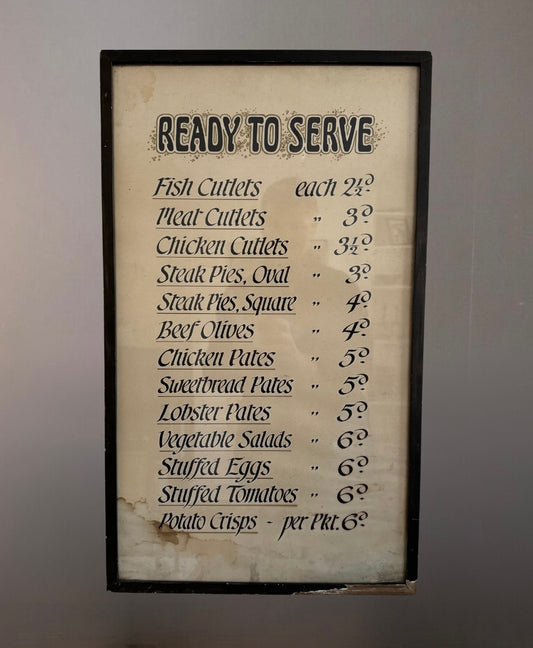 READY TO SERVE
Fish Cutlets each 2½ᵈ
Meat Cutlets " 3ᵈ
Chicken Cutlets " 3½ᵈ
Steak Pies, Oval " 3ᵈ
Steak Pies, Square " 4ᵈ
Beef Olives " 4ᵈ
Chicken Pates " 5ᵈ
Sweetbread Pates " 5ᵈ
Lobster Pates " 5ᵈ
Vegetable Salads " 6ᵈ
Stuffed Eggs " 6ᵈ
Stuffed Tomatoes " 6ᵈ
Potato Crisps - per Pkt. 6ᵈ